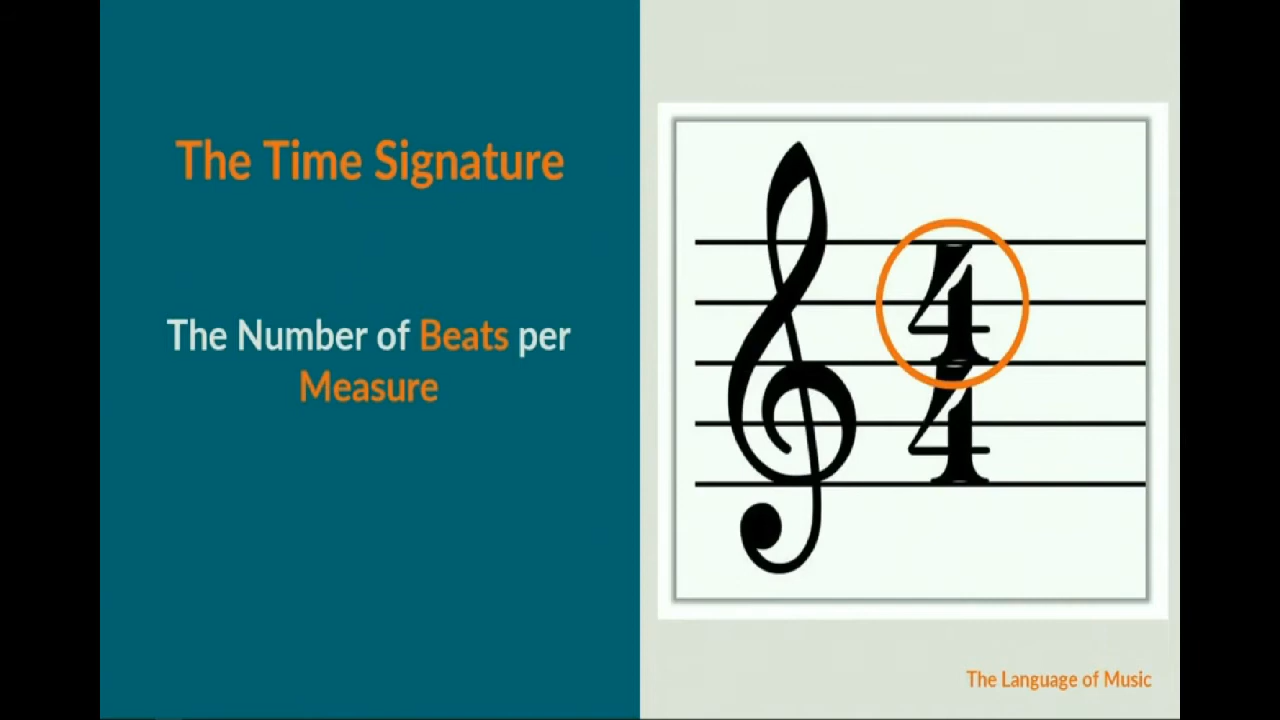 The Time Signature
The Number of Beats per
Measure
4
4
The Language of Music